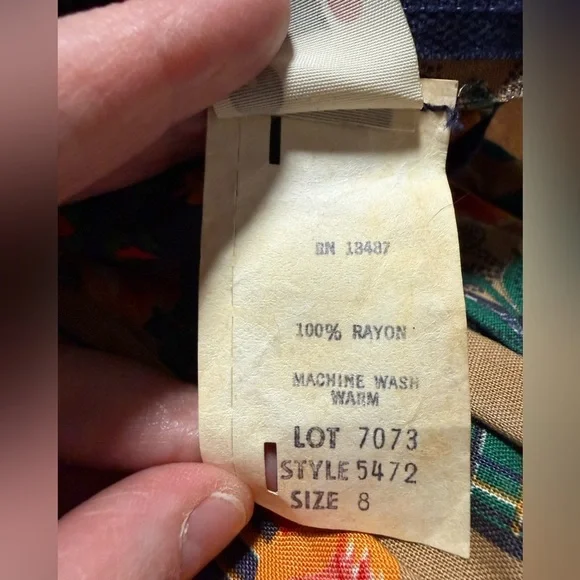 RN 13487
100% RAYON
MACHINE WASH
WARM
LOT 7073
STYLE 5472
SIZE 8